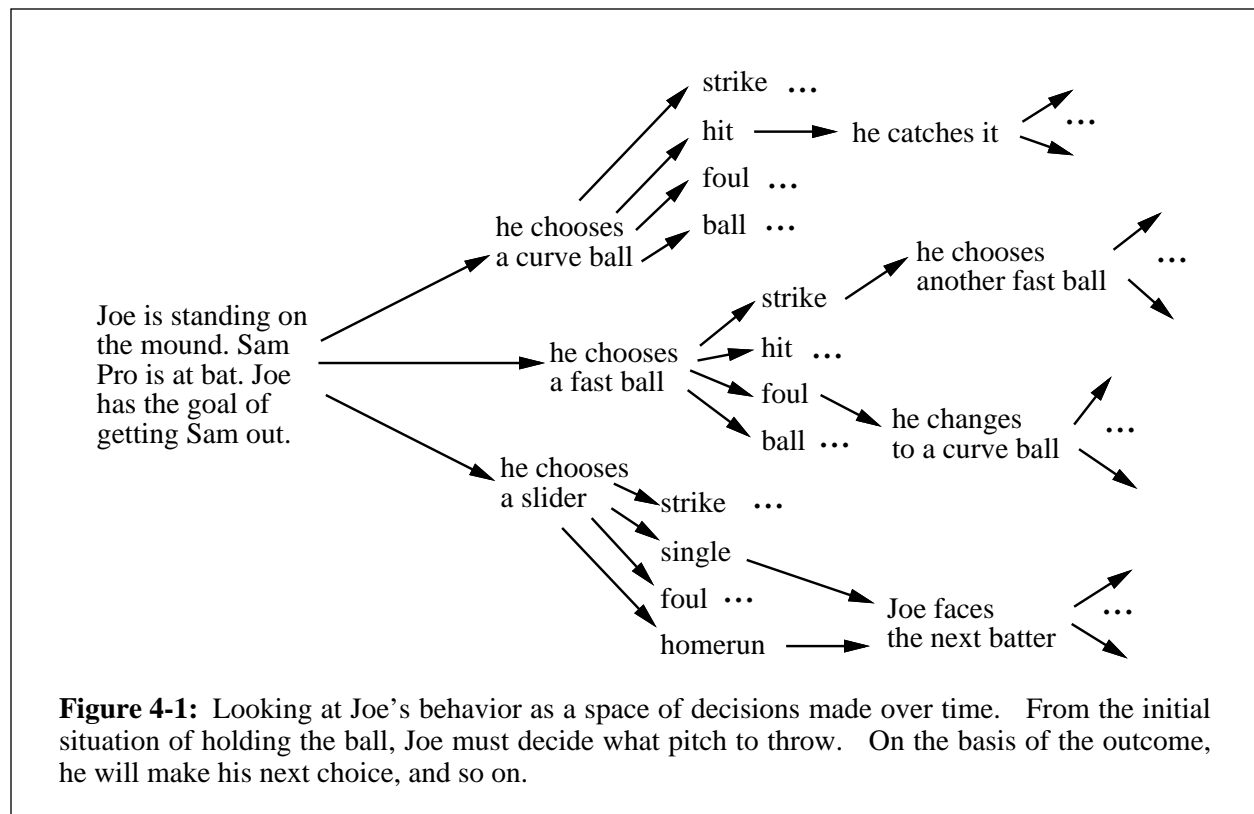 strike ...
hit
he catches it
...
foul ...
ball ...
he chooses
a curve ball
he chooses
another fast ball
...
strike
Joe is standing on
the mound. Sam
Pro is at bat. Joe
has the goal of
getting Sam out.
he chooses
a fast ball
hit ...
foul
ball ...
he changes
to a curve ball
...
he chooses
a slider
strike ...
single
foul ...
homerun
Joe faces
the next batter
...
Figure 4-1: Looking at Joe's behavior as a space of decisions made over time. From the initial
situation of holding the ball, Joe must decide what pitch to throw. On the basis of the outcome,
he will make his next choice, and so on.